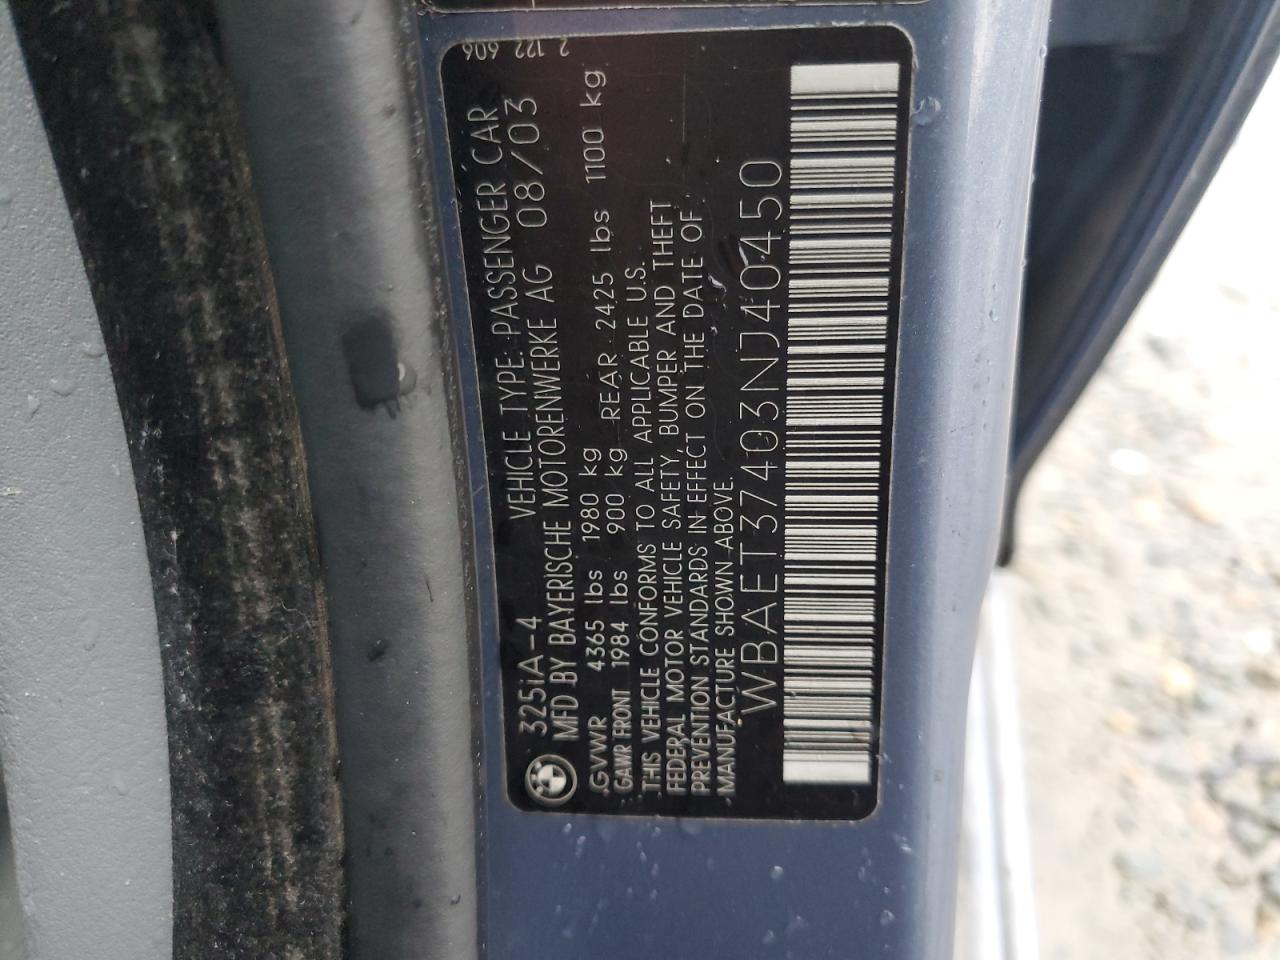 2 122 606
325iA-4 VEHICLE TYPE: PASSENGER CAR
MFD BY BAYERISCHE MOTORENWERKE AG 08/03
GVWR 4365 lbs 1980 kg
GAWR FRONT 1984 lbs 900 kg REAR 2425 lbs 1100 kg
THIS VEHICLE CONFORMS TO ALL APPLICABLE U.S.
FEDERAL MOTOR VEHICLE SAFETY, BUMPER AND THEFT
PREVENTION STANDARDS IN EFFECT ON THE DATE OF
MANUFACTURE SHOWN ABOVE.
WBAET37403NJ40450